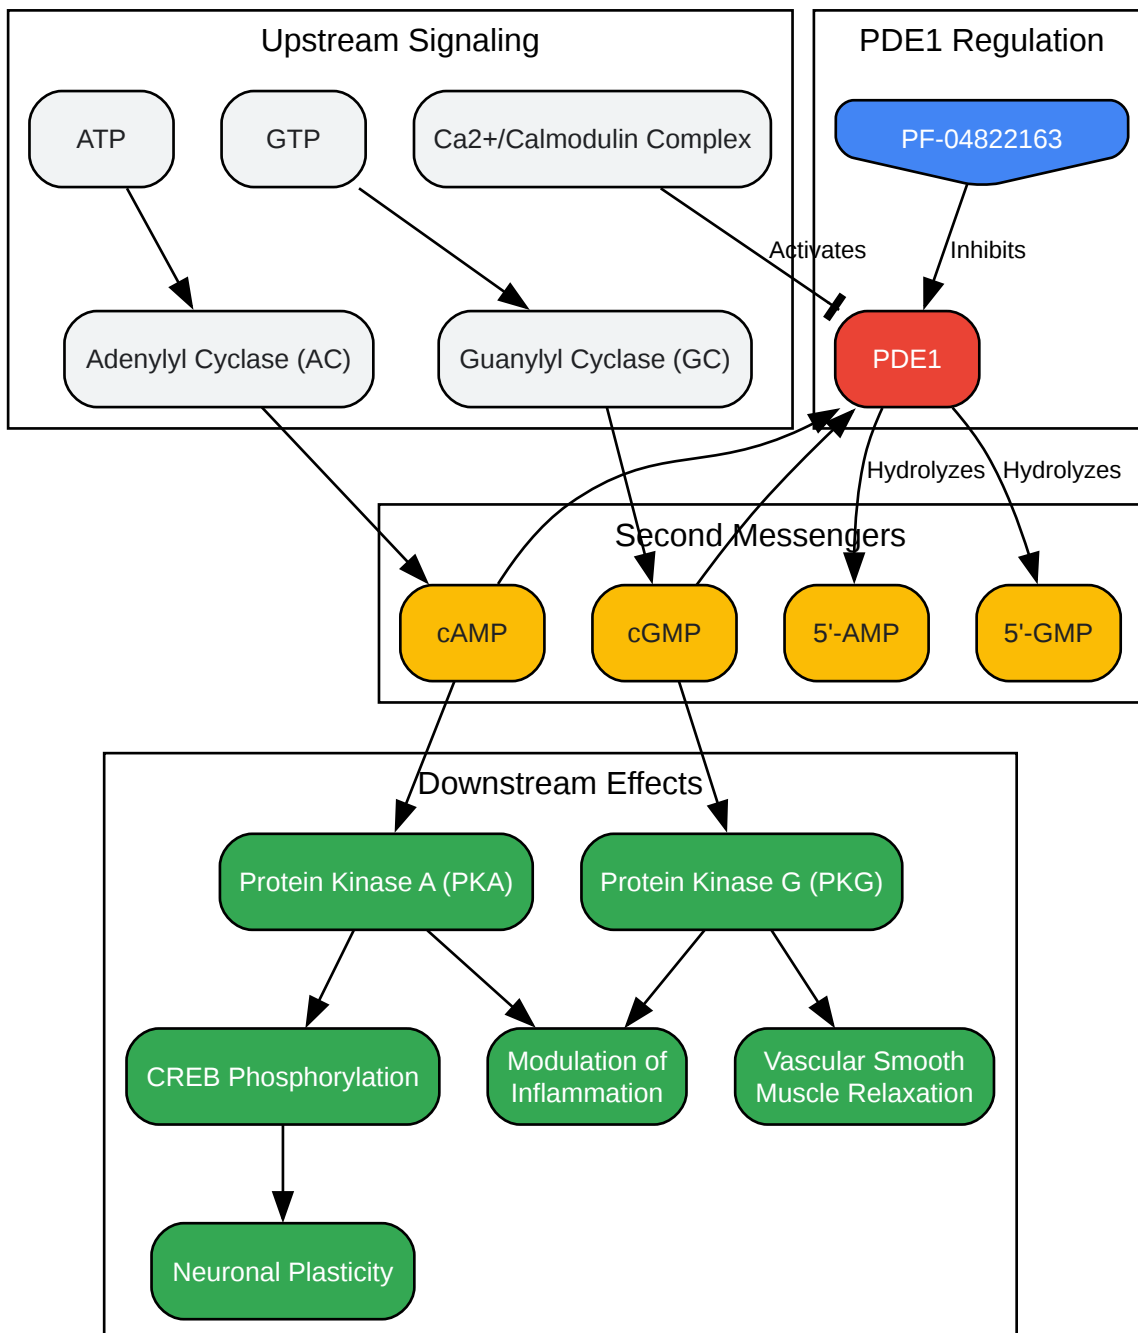 Upstream Signaling
PDE1 Regulation
ATP
GTP
Ca2+/Calmodulin Complex
PF-04822163
Activates
Inhibits
Adenylyl Cyclase (AC)
Guanylyl Cyclase (GC)
PDE1
Hydrolyzes
Hydrolyzes
Second Messengers
cAMP
cGMP
5'-AMP
5'-GMP
Downstream Effects
Protein Kinase A (PKA)
Protein Kinase G (PKG)
CREB Phosphorylation
Modulation of
Inflammation
Vascular Smooth
Muscle Relaxation
Neuronal Plasticity